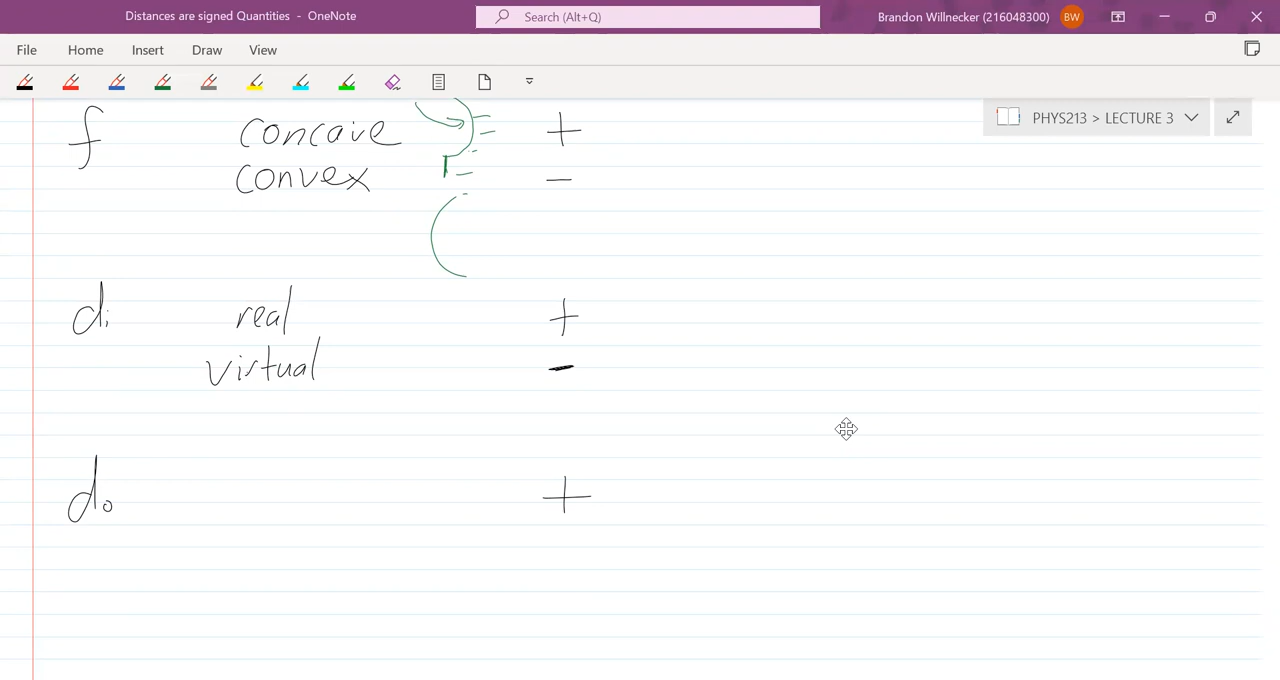 Distances are signed Quantities - OneNote
Search (Alt+Q)
Brandon Willnecker (216048300) BW
File Home Insert Draw View
PHYS213 > LECTURE 3
f concave +
convex -
di real +
virtual -
do +